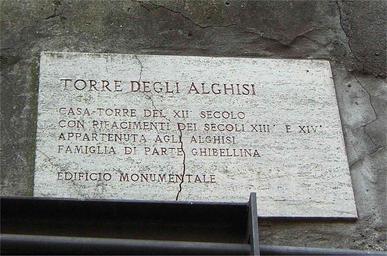 TORRE DEGLI ALGHISI
CASA-TORRE DEL XII SECOLO
CON RIFACIMENTI DEI SECOLI XIII° E XIV°
APPARTENUTA AGLI ALGHISI
FAMIGLIA DI PARTE GHIBELLINA
EDIFICIO MONUMENTALE